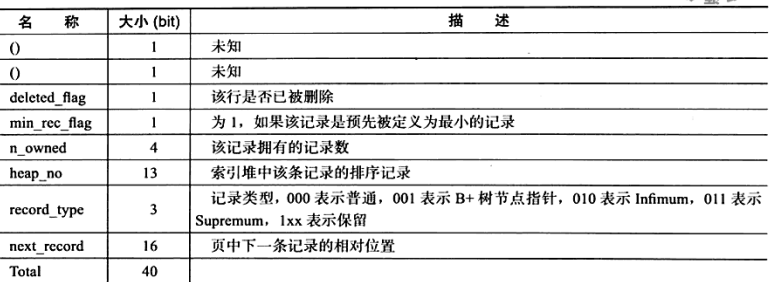 名 称 大小 (bit) 描 述
() 1 未知
() 1 未知
deleted_flag 1 该行是否已被删除
min_rec_flag 1 为 1，如果该记录是预先被定义为最小的记录
n_owned 4 该记录拥有的记录数
heap_no 13 索引堆中该条记录的排序记录
record_type 3 记录类型，000 表示普通，001 表示 B+ 树节点指针，010 表示 Infimum，011 表示
Supremum，1xx 表示保留
next_record 16 页中下一条记录的相对位置
Total 40